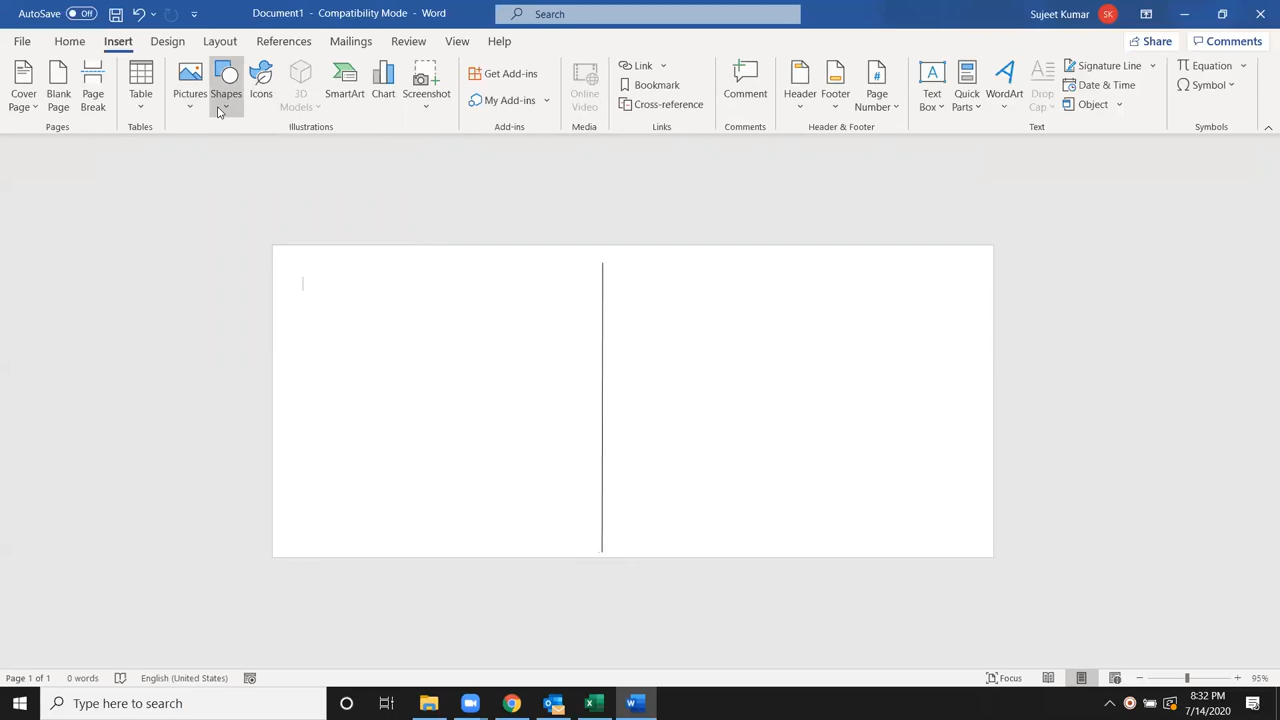 AutoSave Off Document1 - Compatibility Mode - Word Search Sujeet Kumar SK
File Home Insert Design Layout References Mailings Review View Help Share Comments
Cover Page Blank Page Page Break Table Pictures Shapes Icons 3D Models SmartArt Chart Screenshot Get Add-ins My Add-ins Online Video Link Bookmark Cross-reference Comment Header Footer Page Number Text Box Quick Parts WordArt Drop Cap Signature Line Date & Time Object Equation Symbol
Pages Tables Illustrations Add-ins Media Links Comments Header & Footer Text Symbols
Page 1 of 1 0 words English (United States) Focus 95%
Type here to search 8:32 PM
7/14/2020